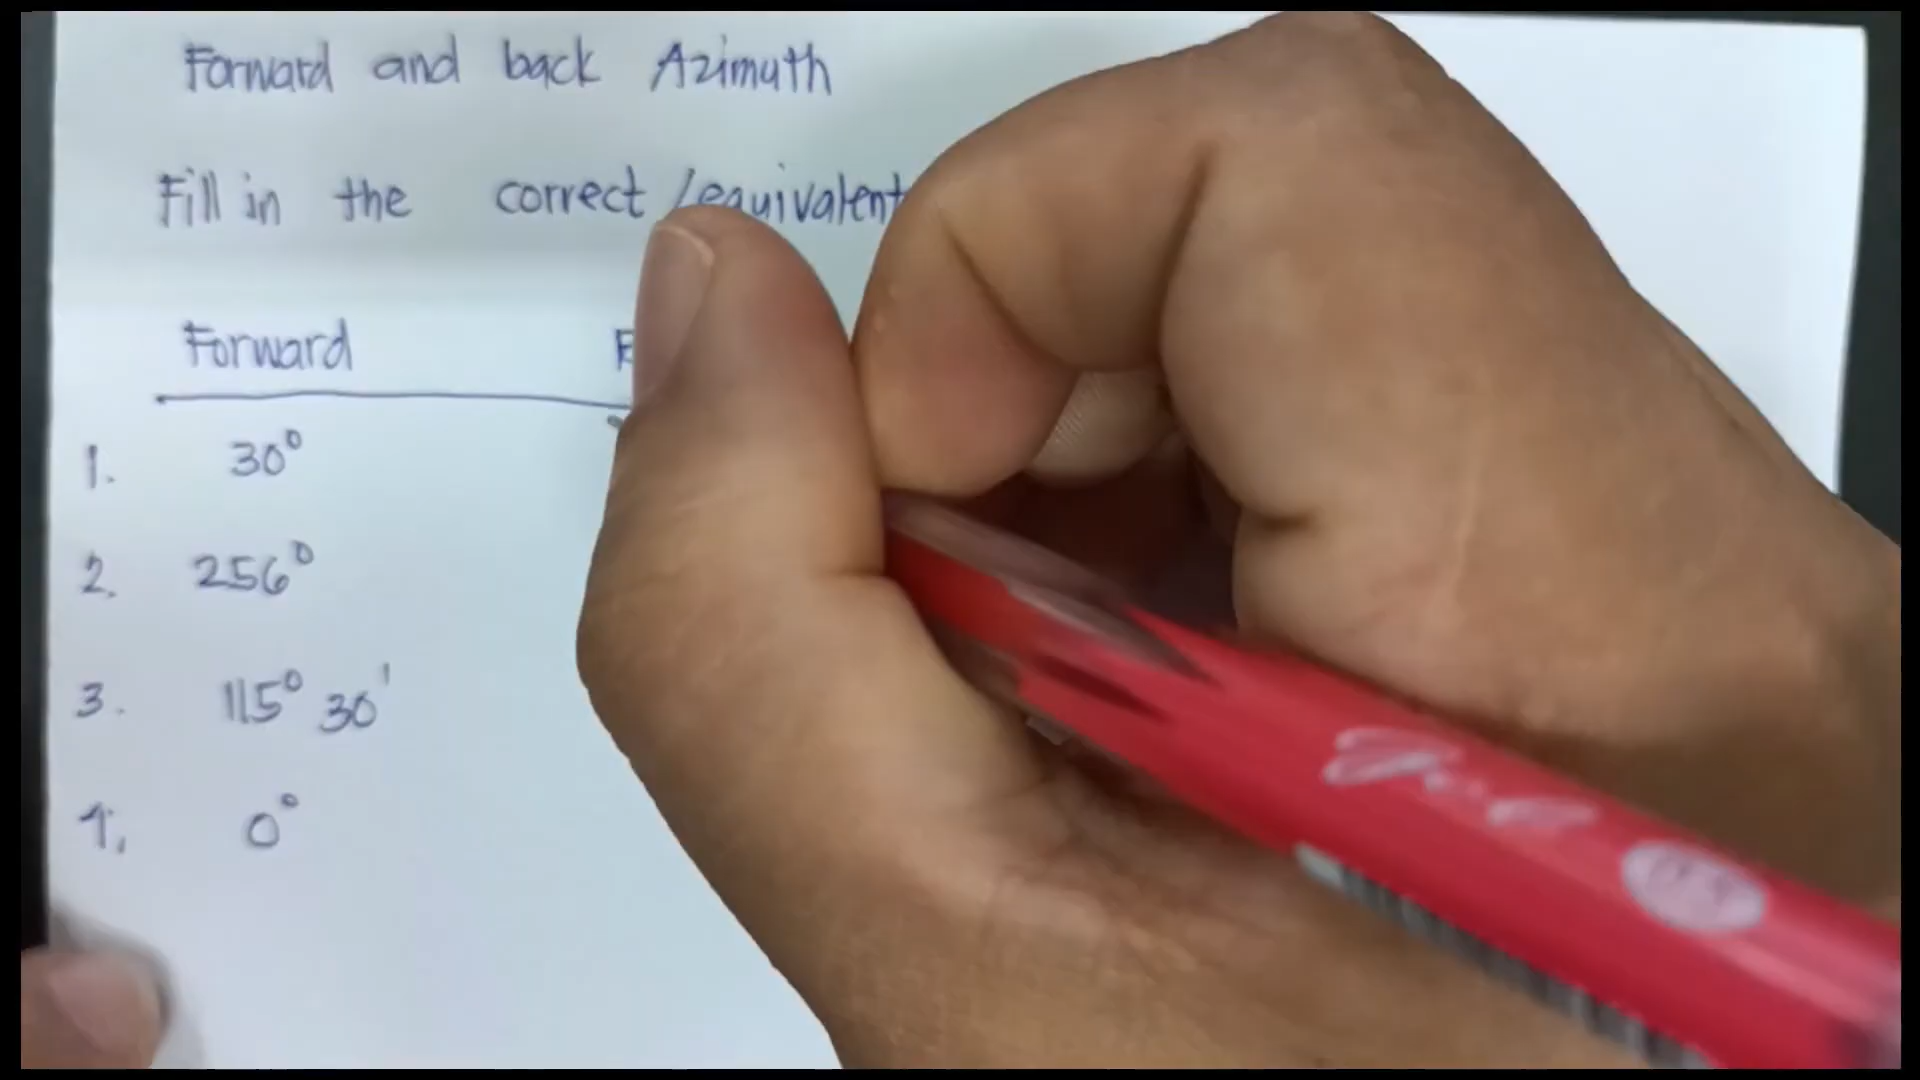 Forward and back Azimuth
Fill in the correct /equivalent
Forward
1. 30°
2. 256°
3. 115° 30'
4. 0°